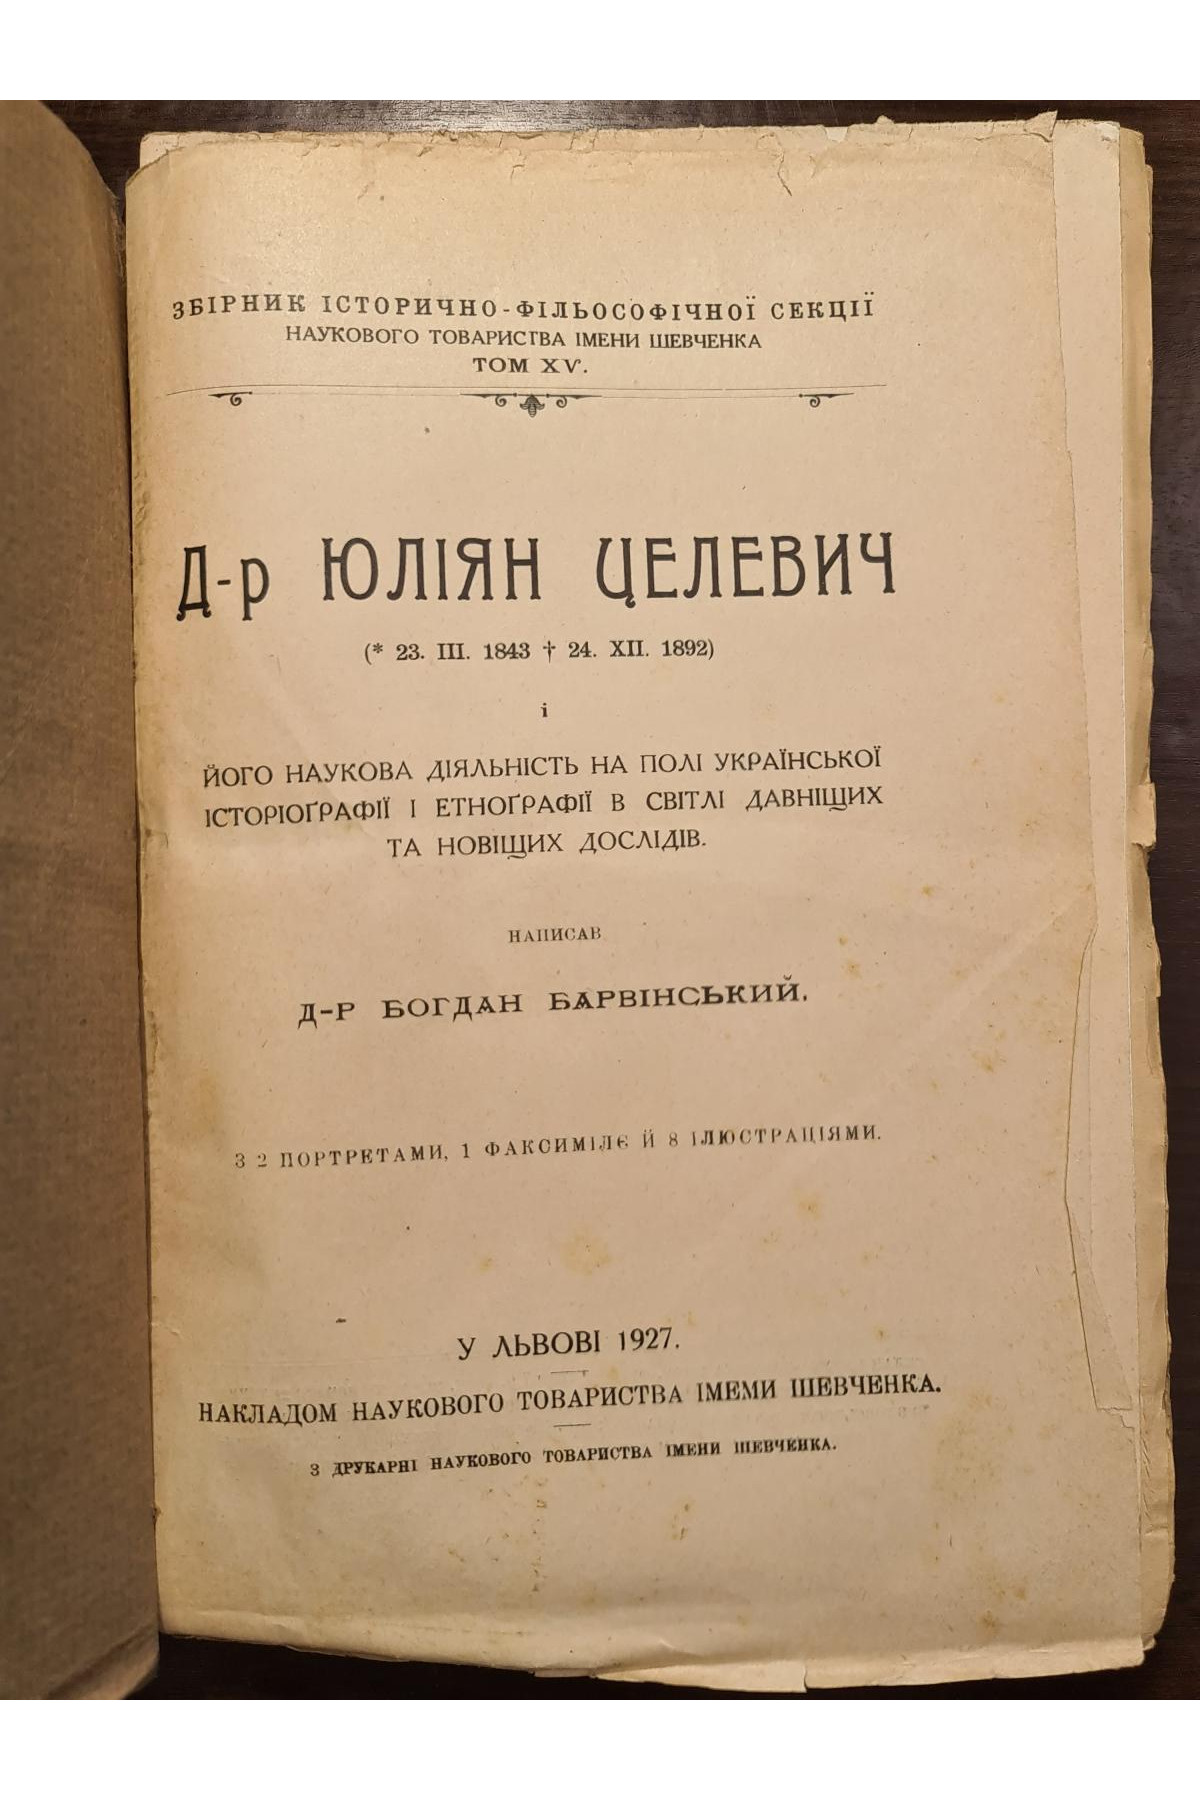 ЗБІРНИК ІСТОРИЧНО-ФІЛЬОСОФІЧНОЇ СЕКЦІЇ
НАУКОВОГО ТОВАРИСТВА ІМЕНИ ШЕВЧЕНКА
ТОМ XV.
Д-р ЮЛІЯН ЦЕЛЕВИЧ
(* 23. III. 1843 † 24. XII. 1892)
і
ЙОГО НАУКОВА ДІЯЛЬНІСТЬ НА ПОЛІ УКРАЇНСЬКОЇ
ІСТОРІОҐРАФІЇ І ЕТНОҐРАФІЇ В СВІТЛІ ДАВНІЩИХ
ТА НОВІЩИХ ДОСЛІДІВ.
НАПИСАВ
Д-Р БОГДАН БАРВІНСЬКИЙ.
З 2 ПОРТРЕТАМИ, 1 ФАКСИМІЛЄ Й 8 ІЛЮСТРАЦІЯМИ.
У ЛЬВОВІ 1927.
НАКЛАДОМ НАУКОВОГО ТОВАРИСТВА ІМЕМИ ШЕВЧЕНКА.
З ДРУКАРНІ НАУКОВОГО ТОВАРИСТВА ІМЕНИ ШЕВЧЕНКА.